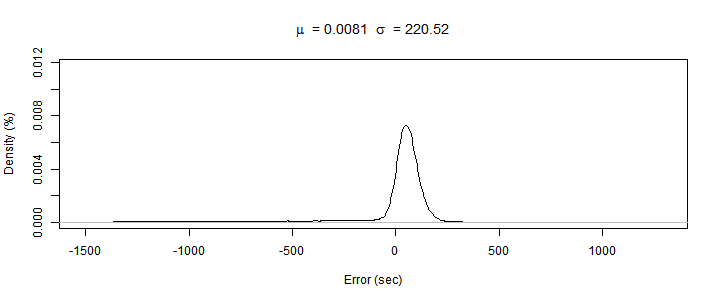 μ = 0.0081 σ = 220.52
Density (%)
0.012
0.008
0.004
0.000
-1500 -1000 -500 0 500 1000
Error (sec)